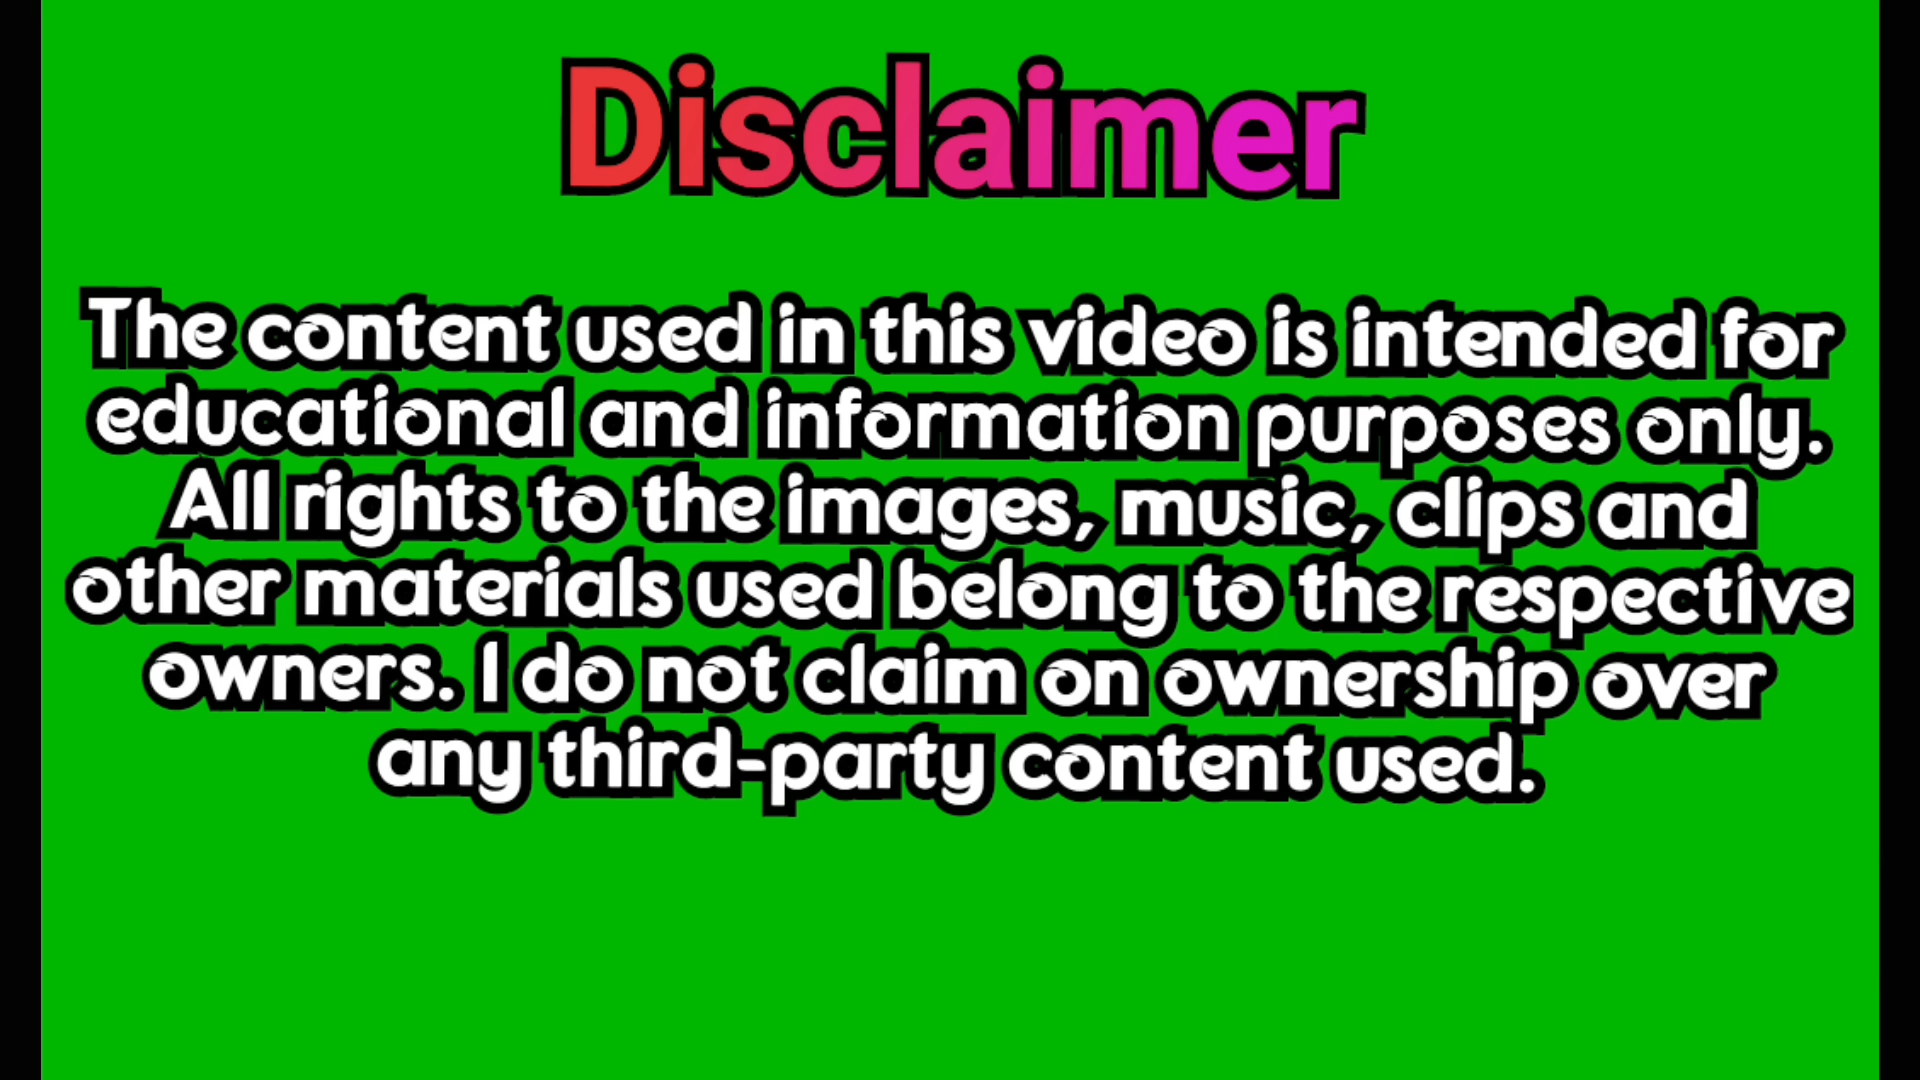 Disclaimer
The content used in this video is intended for
educational and information purposes only.
All rights to the images, music, clips and
other materials used belong to the respective
owners. I do not claim on ownership over
any third-party content used.